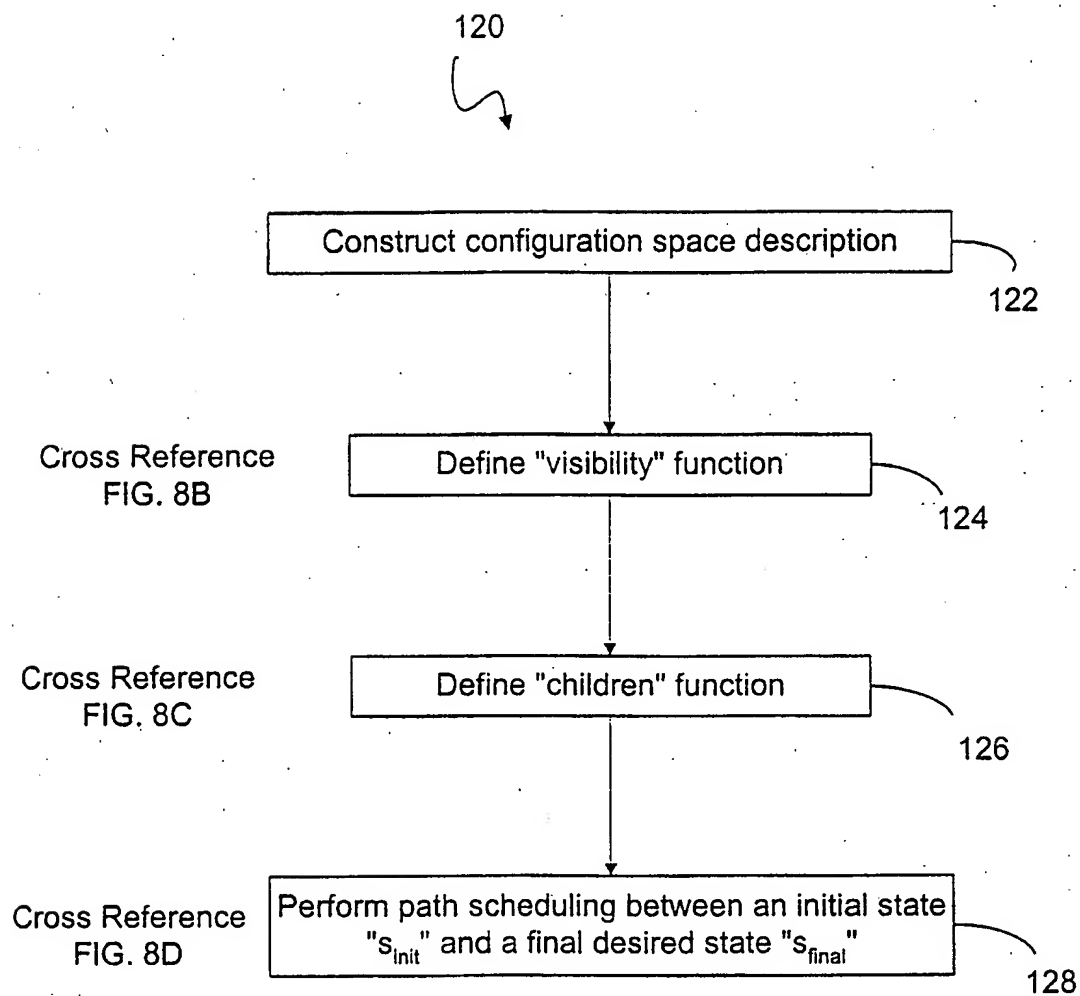 120
Construct configuration space description
122
Cross Reference
FIG. 8B
Define "visibility" function
124
Cross Reference
FIG. 8C
Define "children" function
126
Cross Reference
FIG. 8D
Perform path scheduling between an initial state
"s_init" and a final desired state "s_final"
128